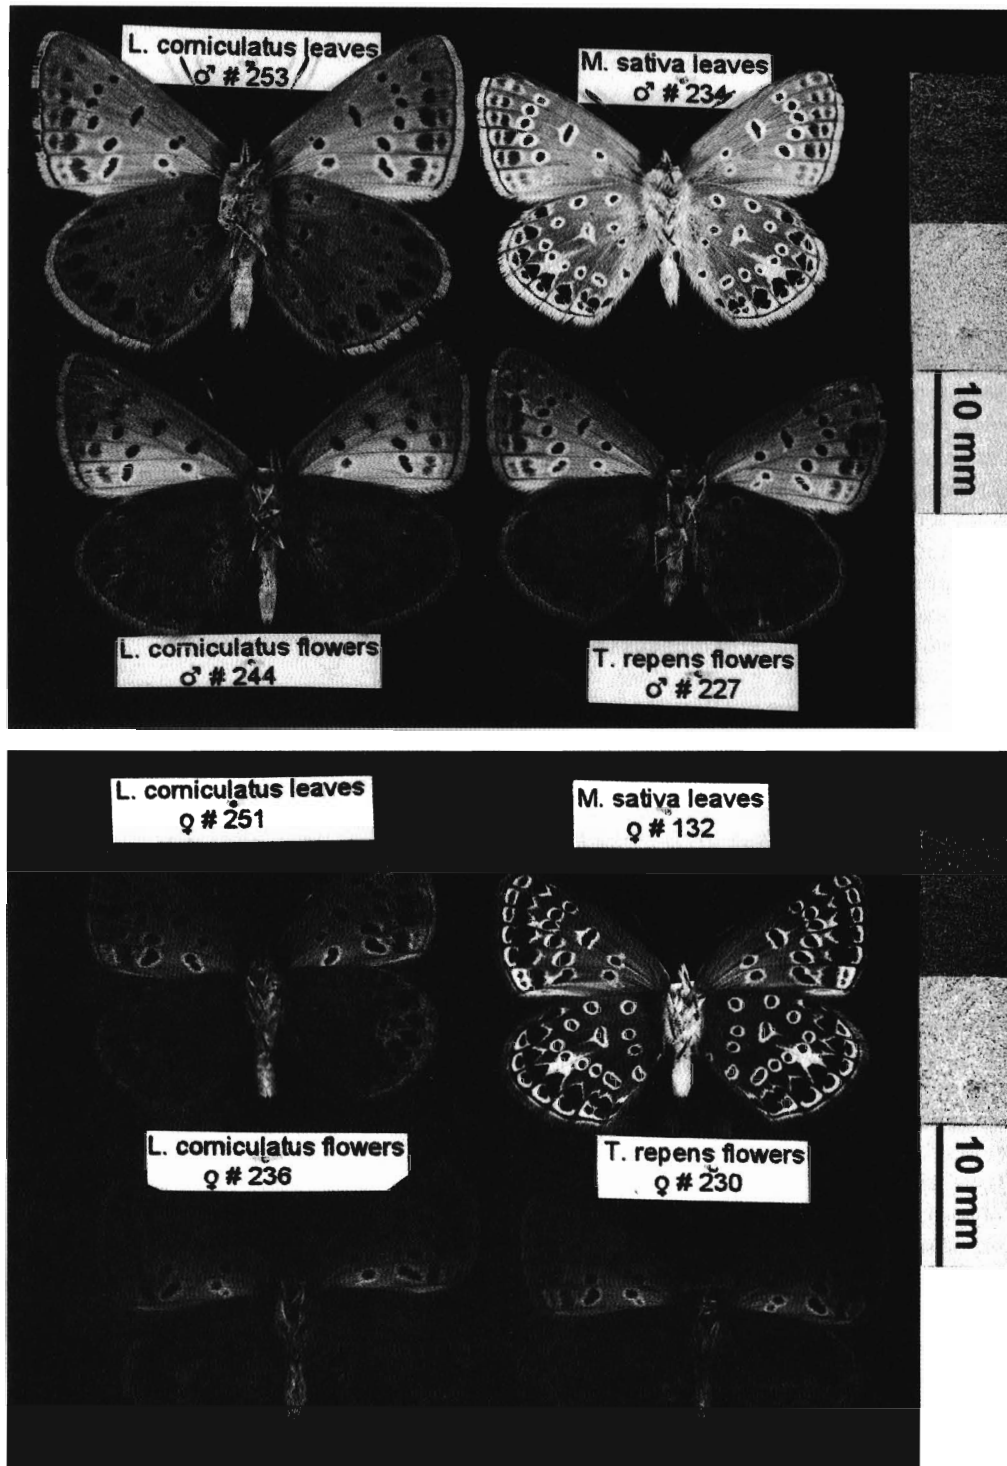 L. corniculatus leaves
♂ # 253
M. sativa leaves
♂ # 234
10 mm
L. corniculatus flowers
♂ # 244
T. repens flowers
♂ # 227
L. corniculatus leaves
♀ # 251
M. sativa leaves
♀ # 132
L. corniculatus flowers
♀ # 236
T. repens flowers
♀ # 230
10 mm